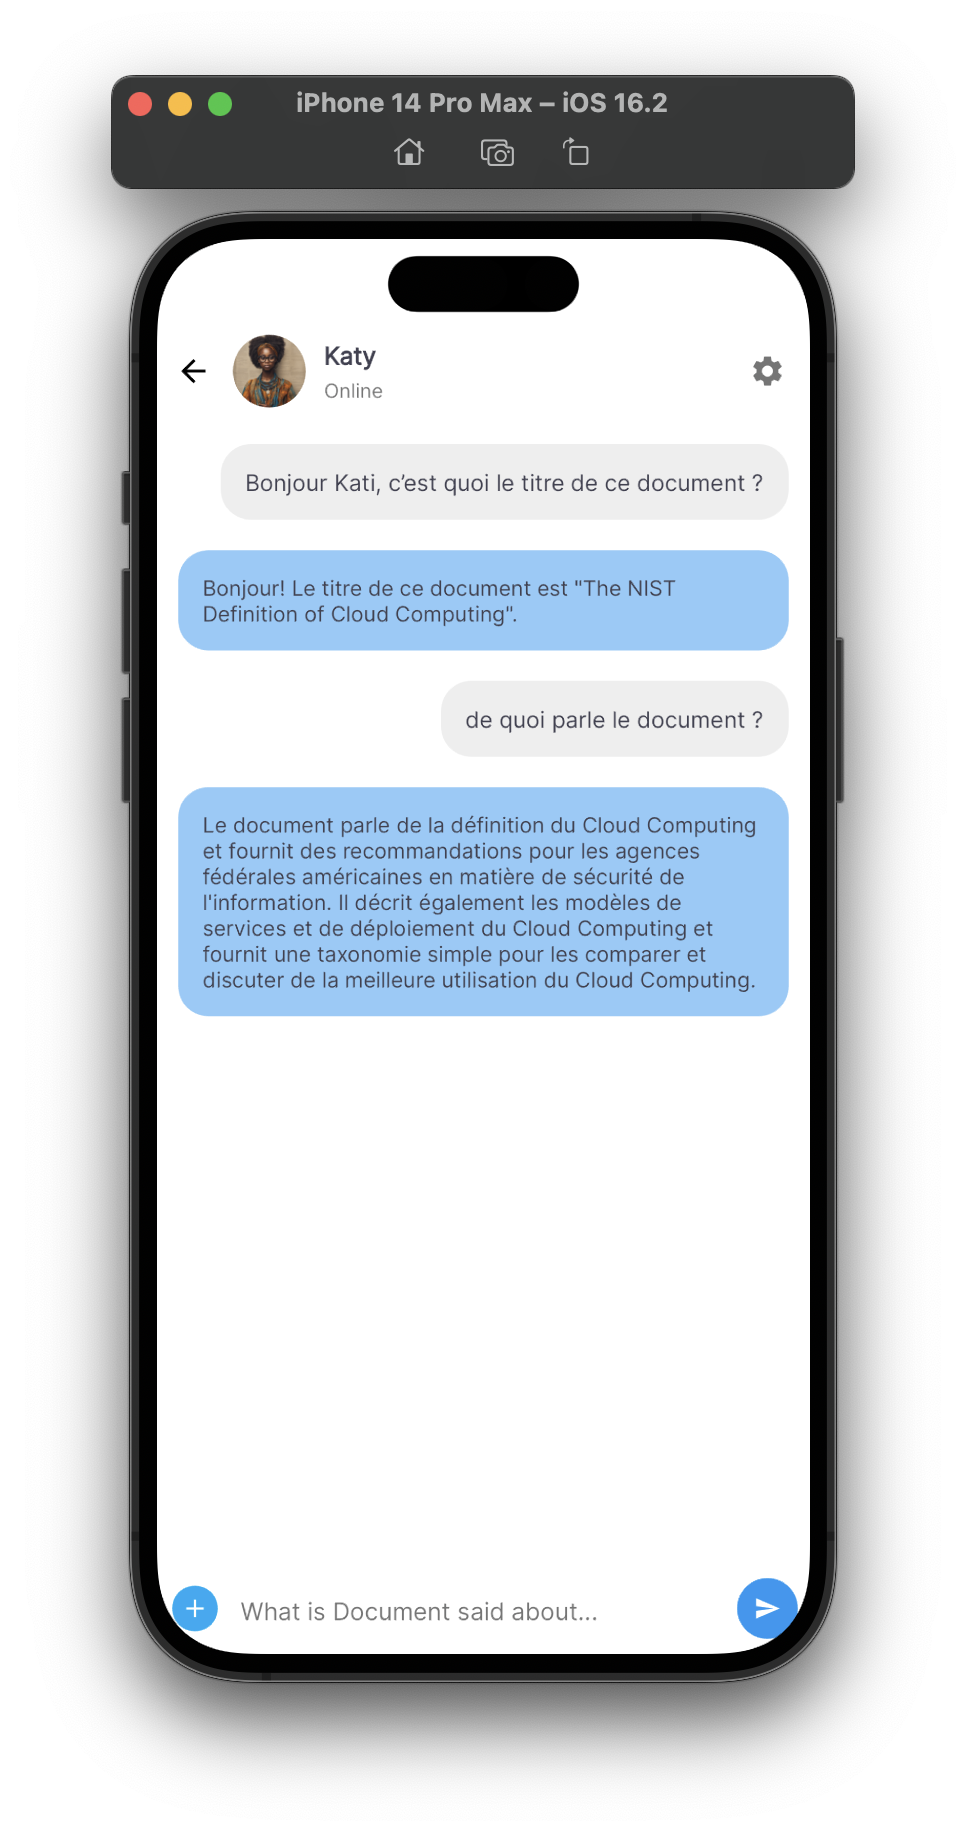 iPhone 14 Pro Max – iOS 16.2
Katy
Online
Bonjour Kati, c’est quoi le titre de ce document ?
Bonjour! Le titre de ce document est "The NIST
Definition of Cloud Computing".
de quoi parle le document ?
Le document parle de la définition du Cloud Computing
et fournit des recommandations pour les agences
fédérales américaines en matière de sécurité de
l'information. Il décrit également les modèles de
services et de déploiement du Cloud Computing et
fournit une taxonomie simple pour les comparer et
discuter de la meilleure utilisation du Cloud Computing.
What is Document said about...